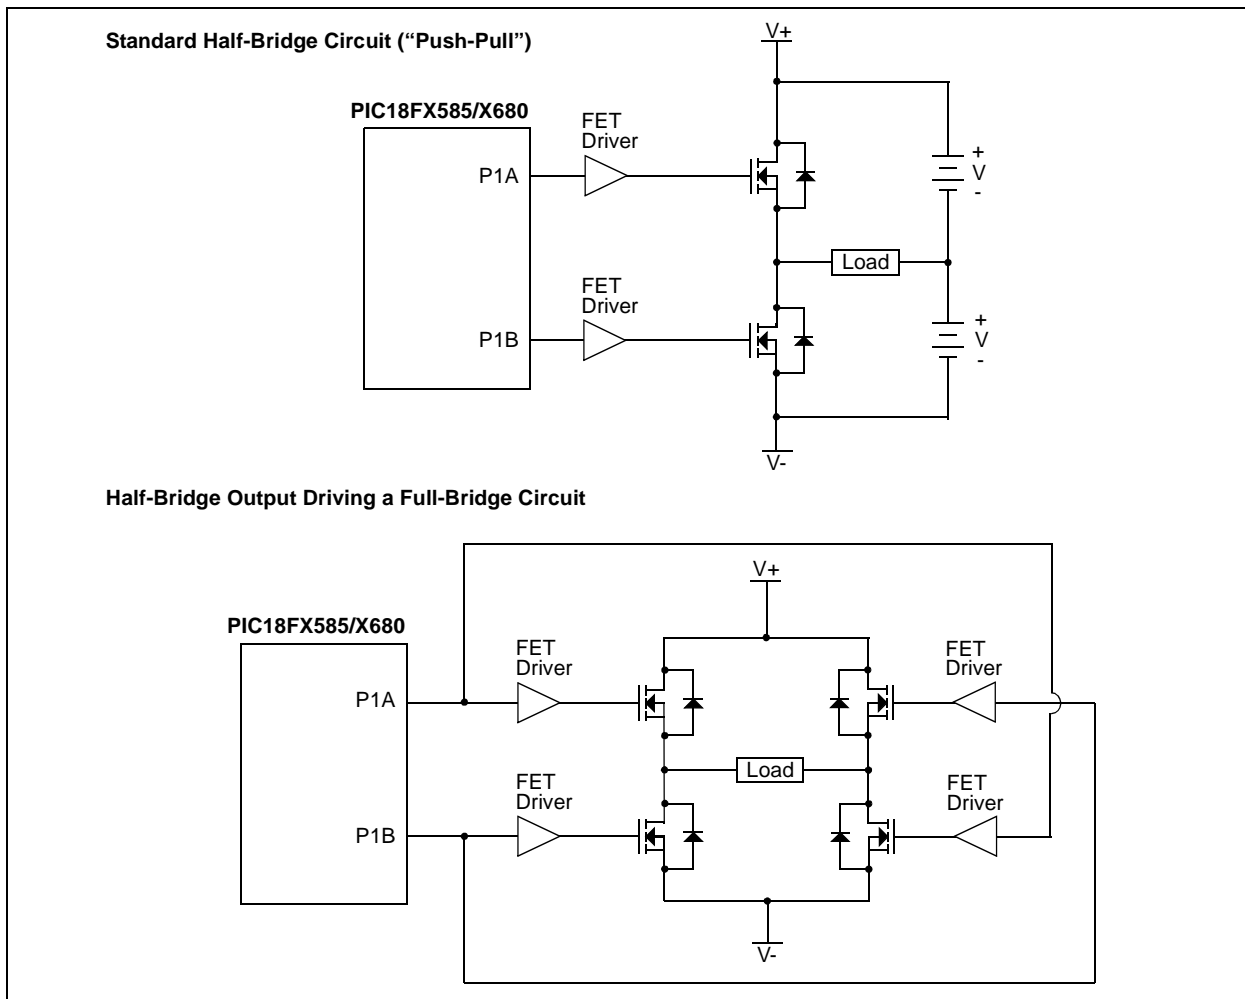 Standard Half-Bridge Circuit (“Push-Pull”)
V+
PIC18FX585/X680
FET
Driver
P1A
+
V
-
Load
FET
Driver
P1B
+
V
-
V-
Half-Bridge Output Driving a Full-Bridge Circuit
V+
PIC18FX585/X680
FET
Driver
FET
Driver
P1A
Load
FET
Driver
FET
Driver
P1B
V-